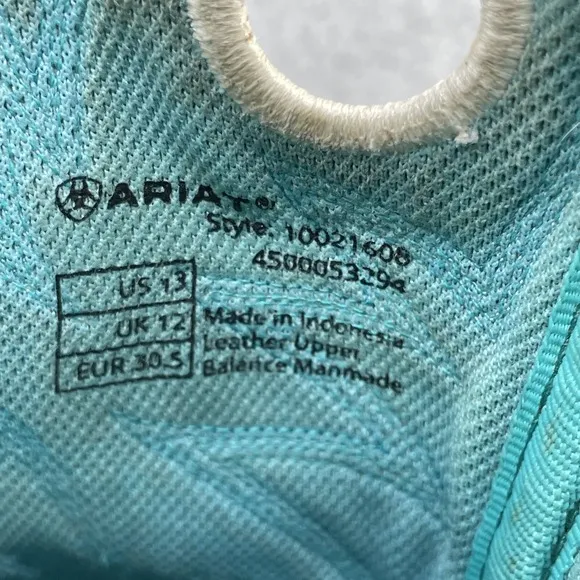 ARIAT®
Style: 10021608
4500053294
US 13
UK 12
EUR 30.5
Made in Indonesia
Leather Upper
Balance Manmade